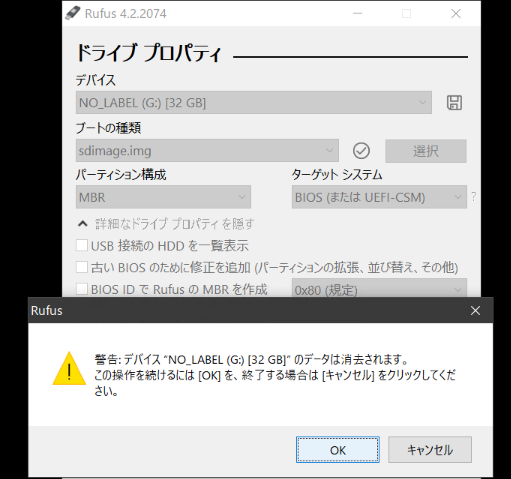 Rufus 4.2.2074
ドライブ プロパティ
デバイス
NO_LABEL (G:) [32 GB]
ブートの種類
sdimage.img
選択
パーティション構成
ターゲット システム
MBR
BIOS (または UEFI-CSM)
?
詳細なドライブ プロパティを隠す
USB 接続の HDD を一覧表示
古い BIOS のために修正を追加 (パーティションの拡張、並び替え、その他)
BIOS ID で Rufus の MBR を作成
0x80 (規定)
Rufus
警告: デバイス “NO_LABEL (G:) [32 GB]” のデータは消去されます。
この操作を続けるには [OK] を、終了する場合は [キャンセル] をクリックしてくだ
さい。
OK
キャンセル